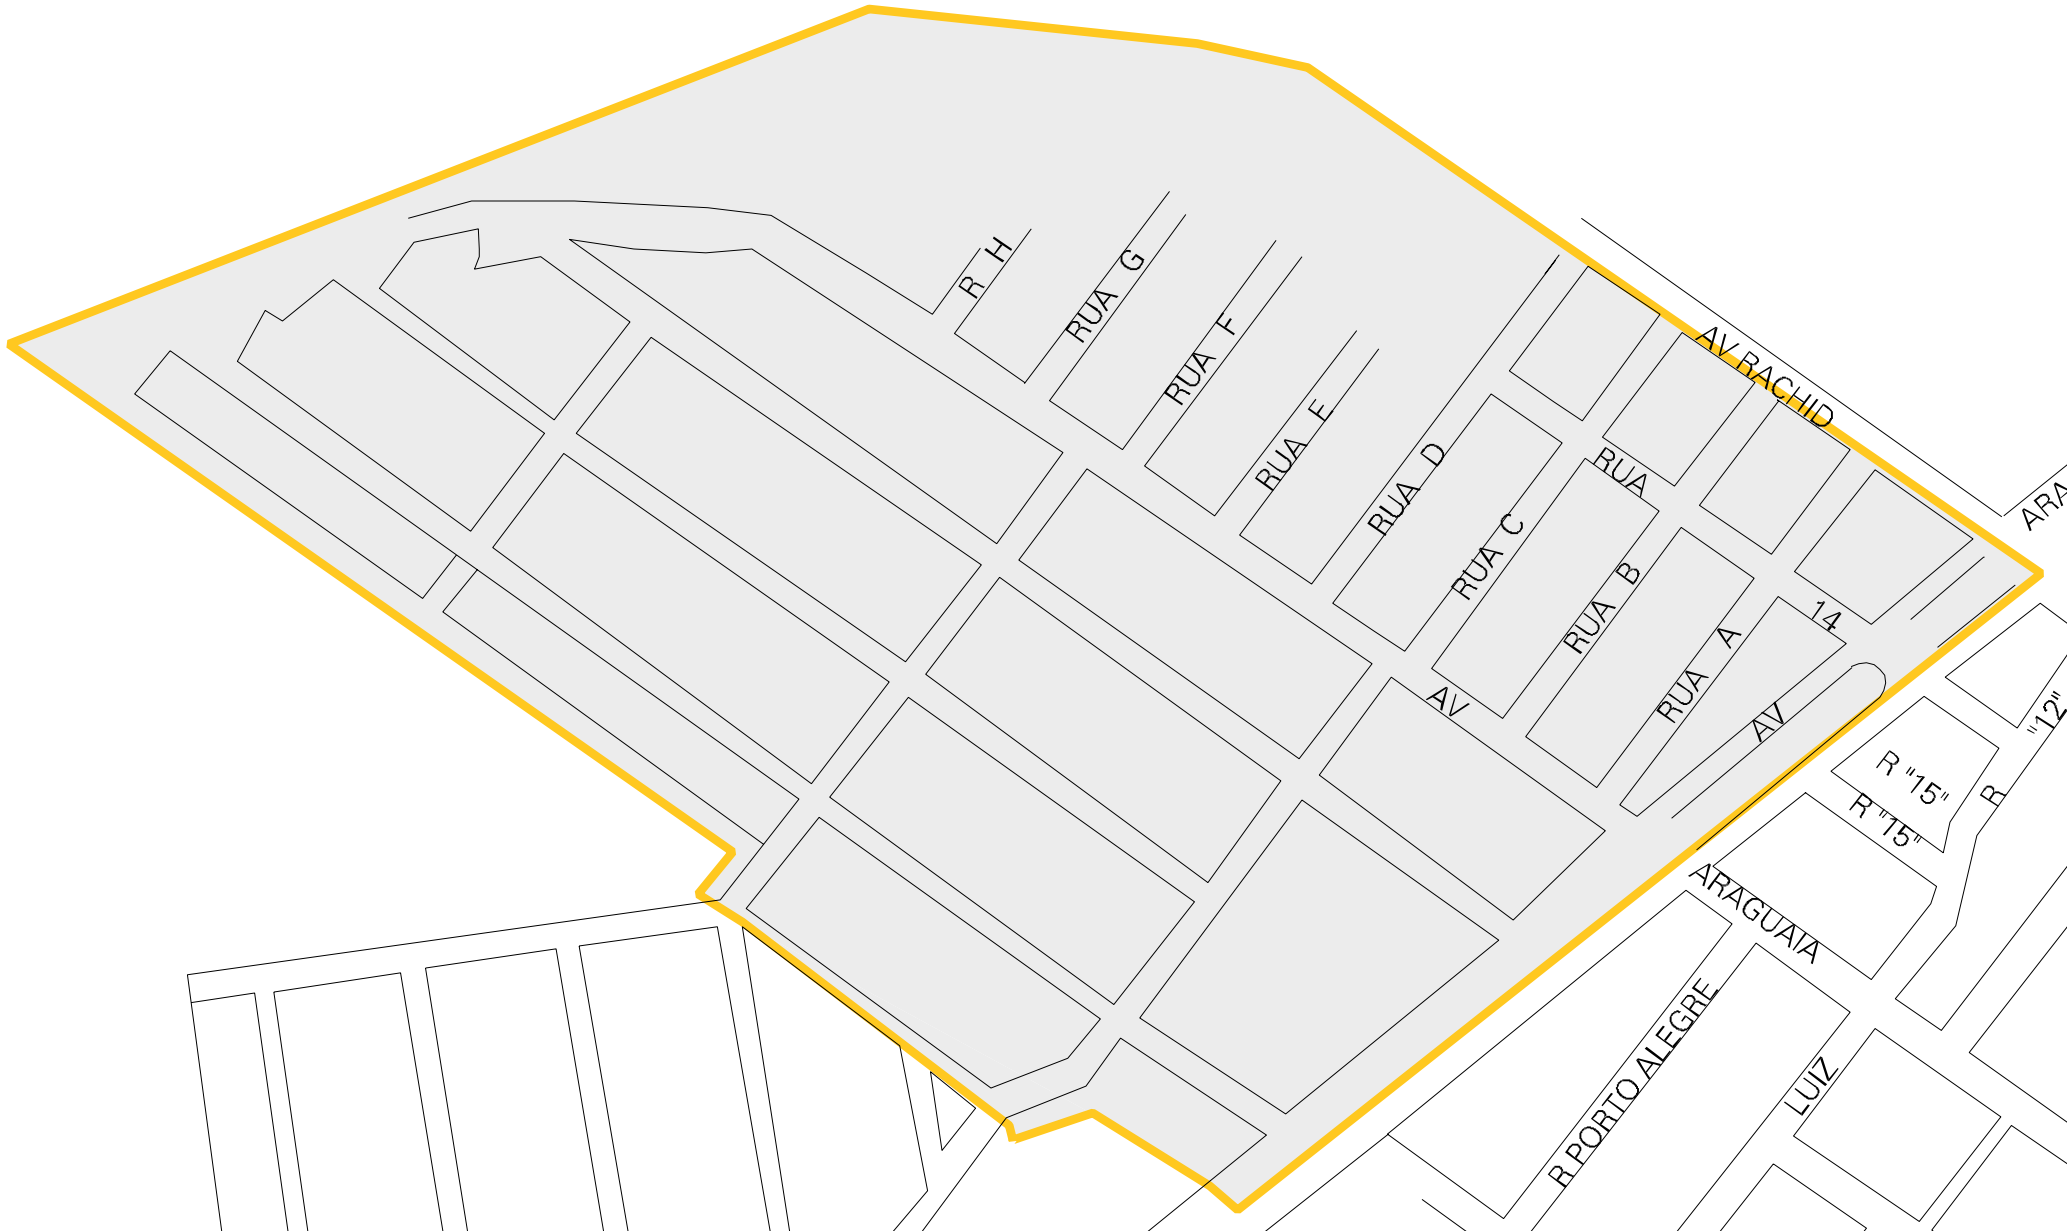 R H
RUA G
RUA F
RUA E
RUA D
RUA C
RUA B
RUA A
AV RACHID
RUA
14
AV
AV
ARA
"12"
R
R "15"
R "15"
ARAGUAIA
R PORTO ALEGRE
LUIZ